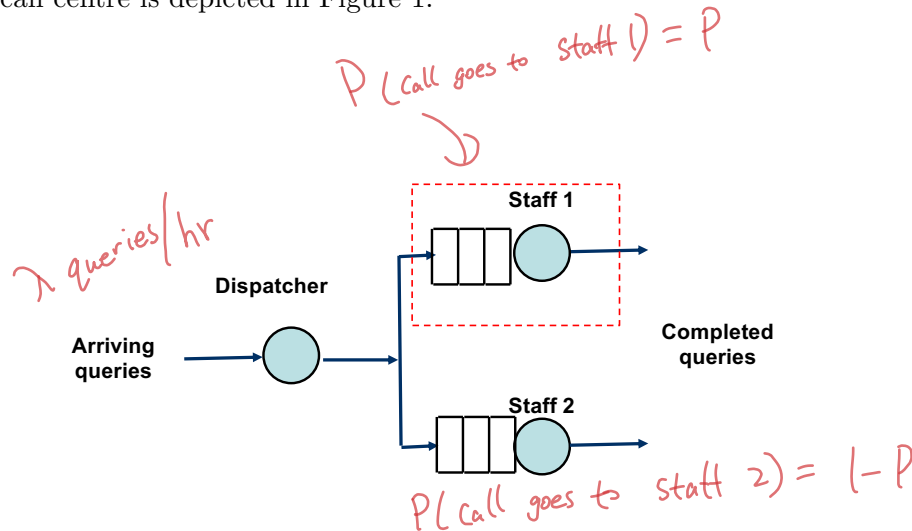 call centre is depicted in Figure 1.
P (call goes to staff 1) = P
λ queries/hr
Staff 1
Dispatcher
Arriving
queries
Completed
queries
Staff 2
P(call goes to staff 2) = 1-P